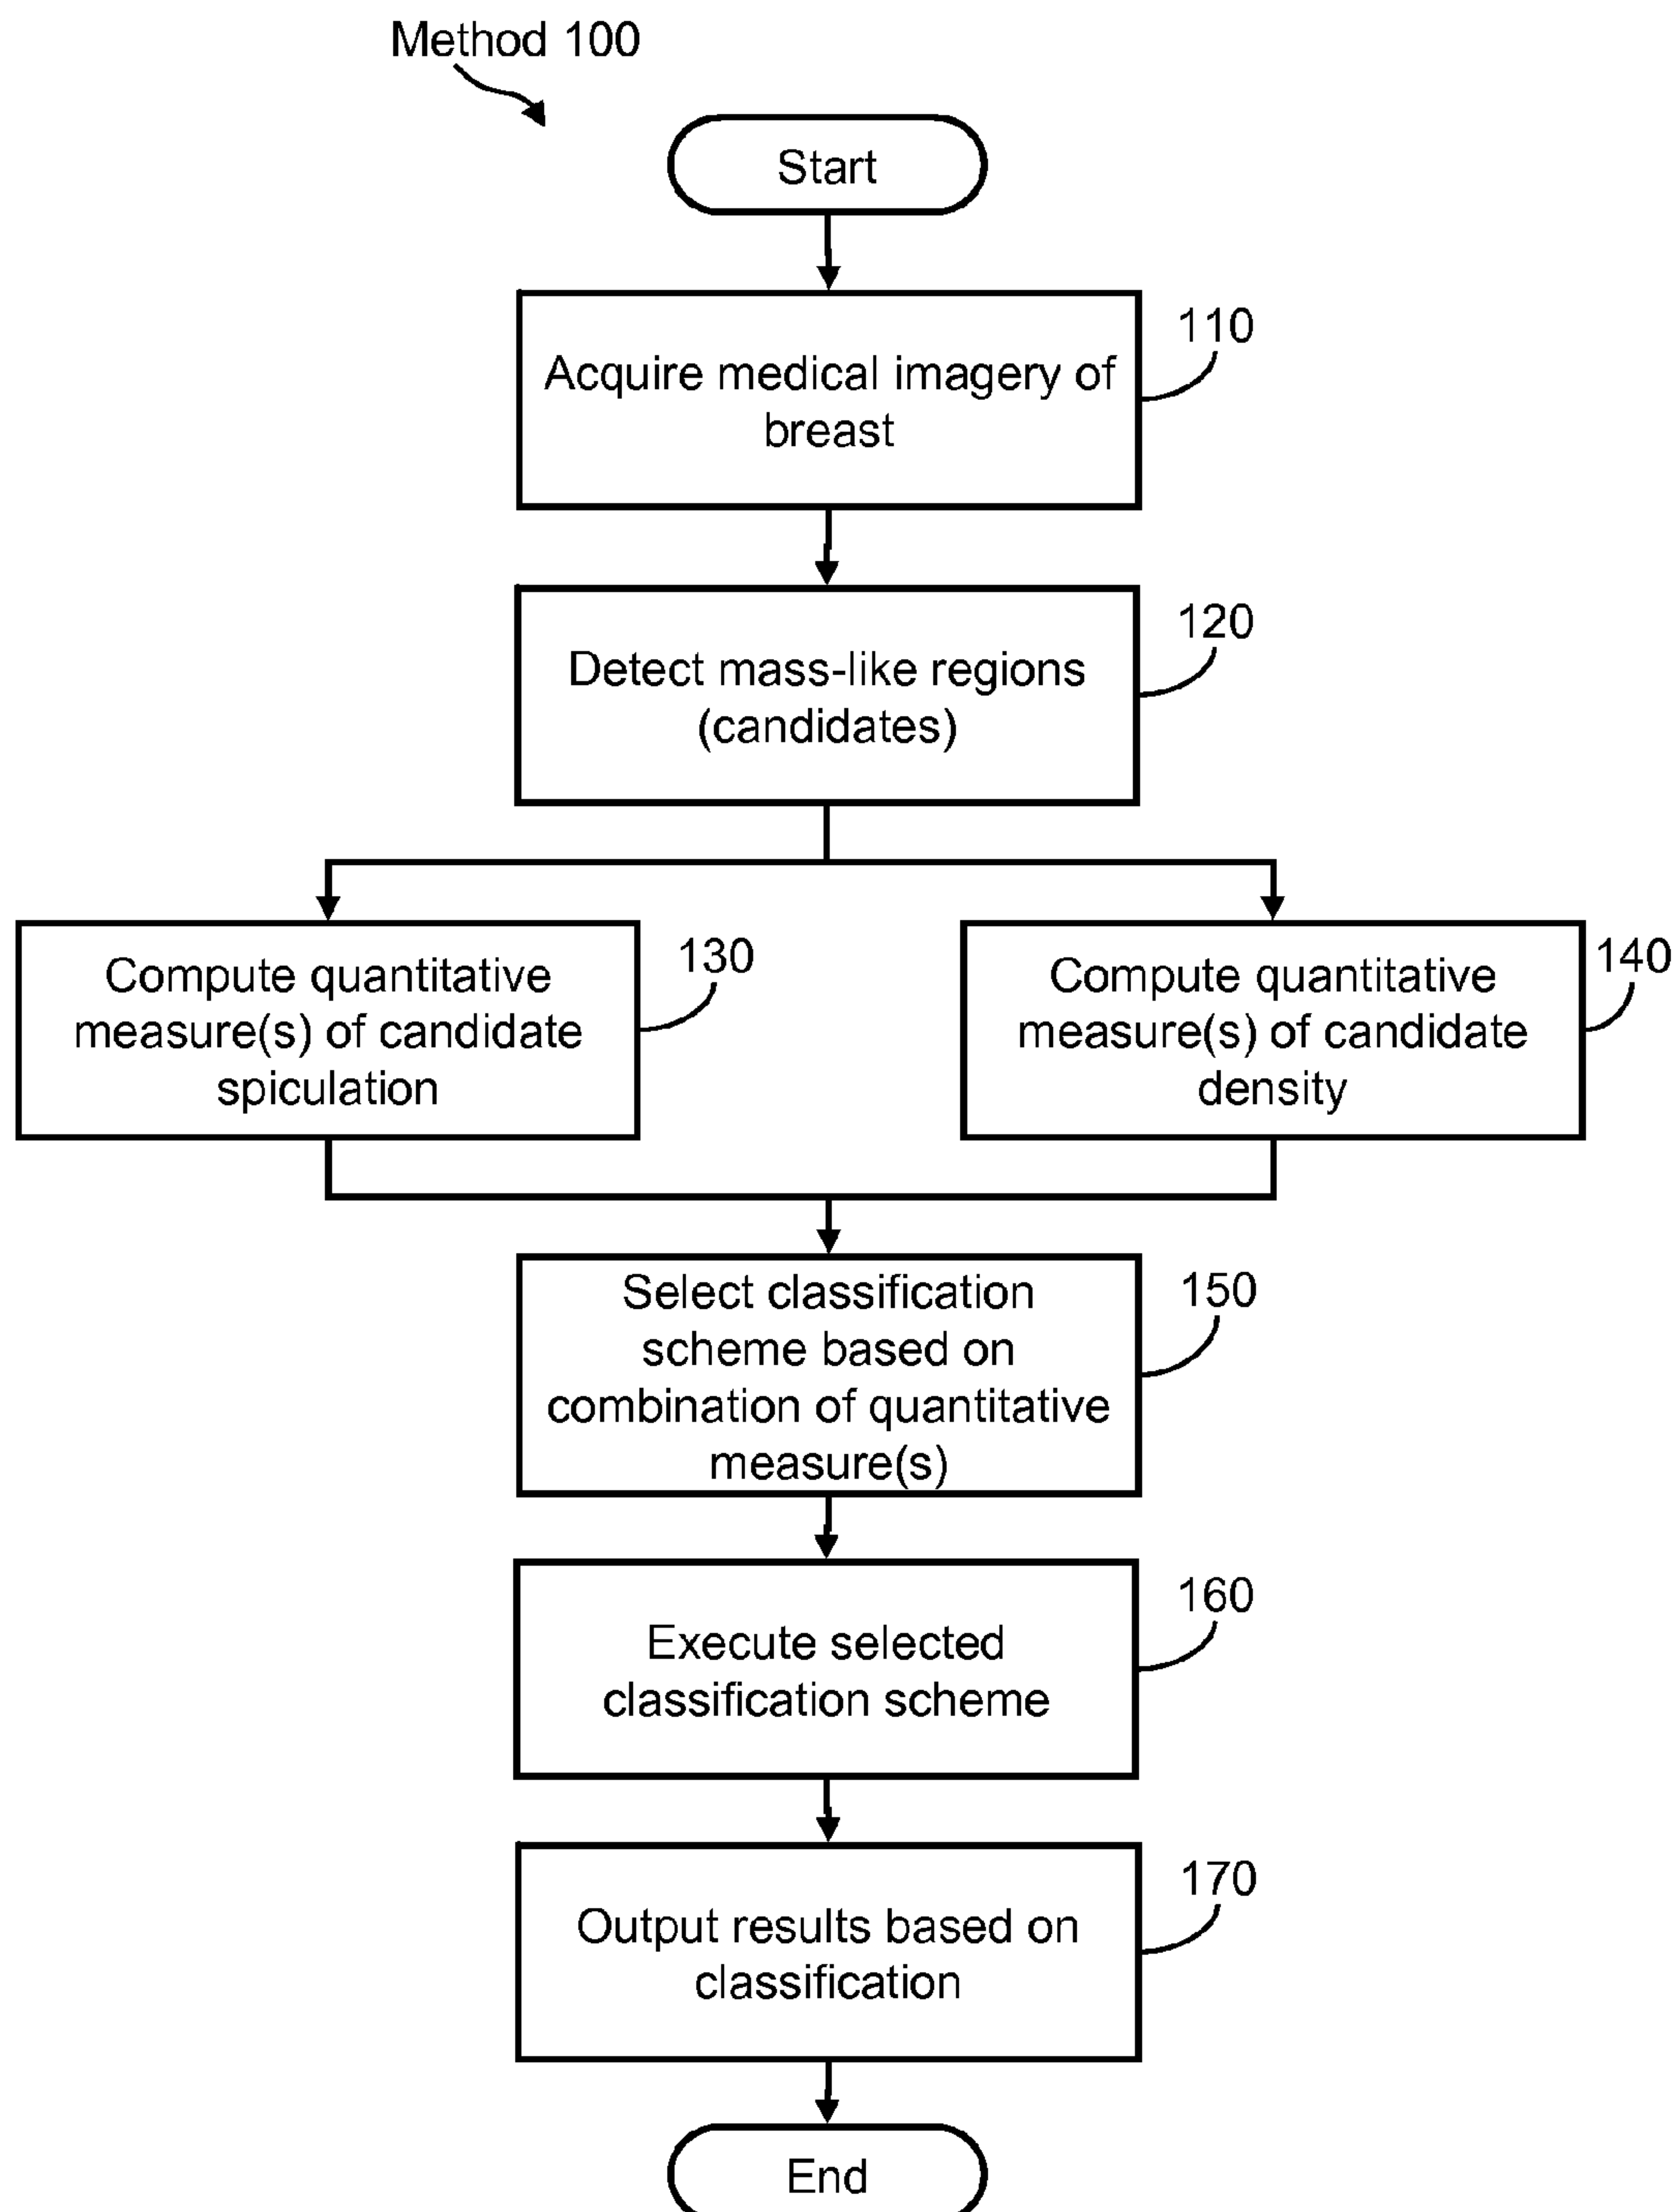 Method 100
Start
110
Acquire medical imagery of
breast
120
Detect mass-like regions
(candidates)
130
Compute quantitative
measure(s) of candidate
spiculation
140
Compute quantitative
measure(s) of candidate
density
150
Select classification
scheme based on
combination of quantitative
measure(s)
160
Execute selected
classification scheme
170
Output results based on
classification
End